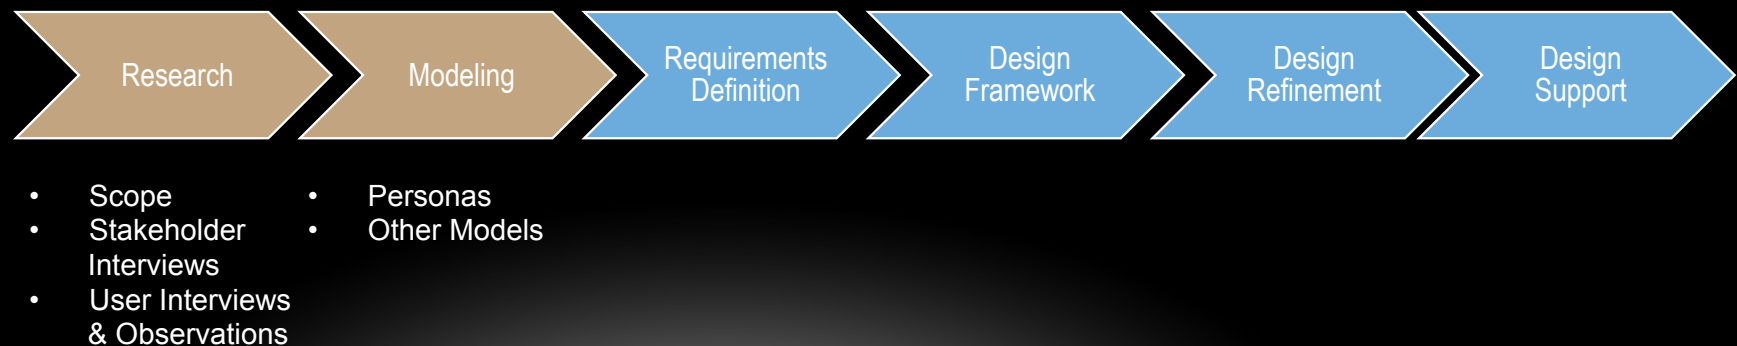 Research
Modeling
Requirements
Definition
Design
Framework
Design
Refinement
Design
Support
• Scope
• Stakeholder
Interviews
• User Interviews
& Observations
• Personas
• Other Models